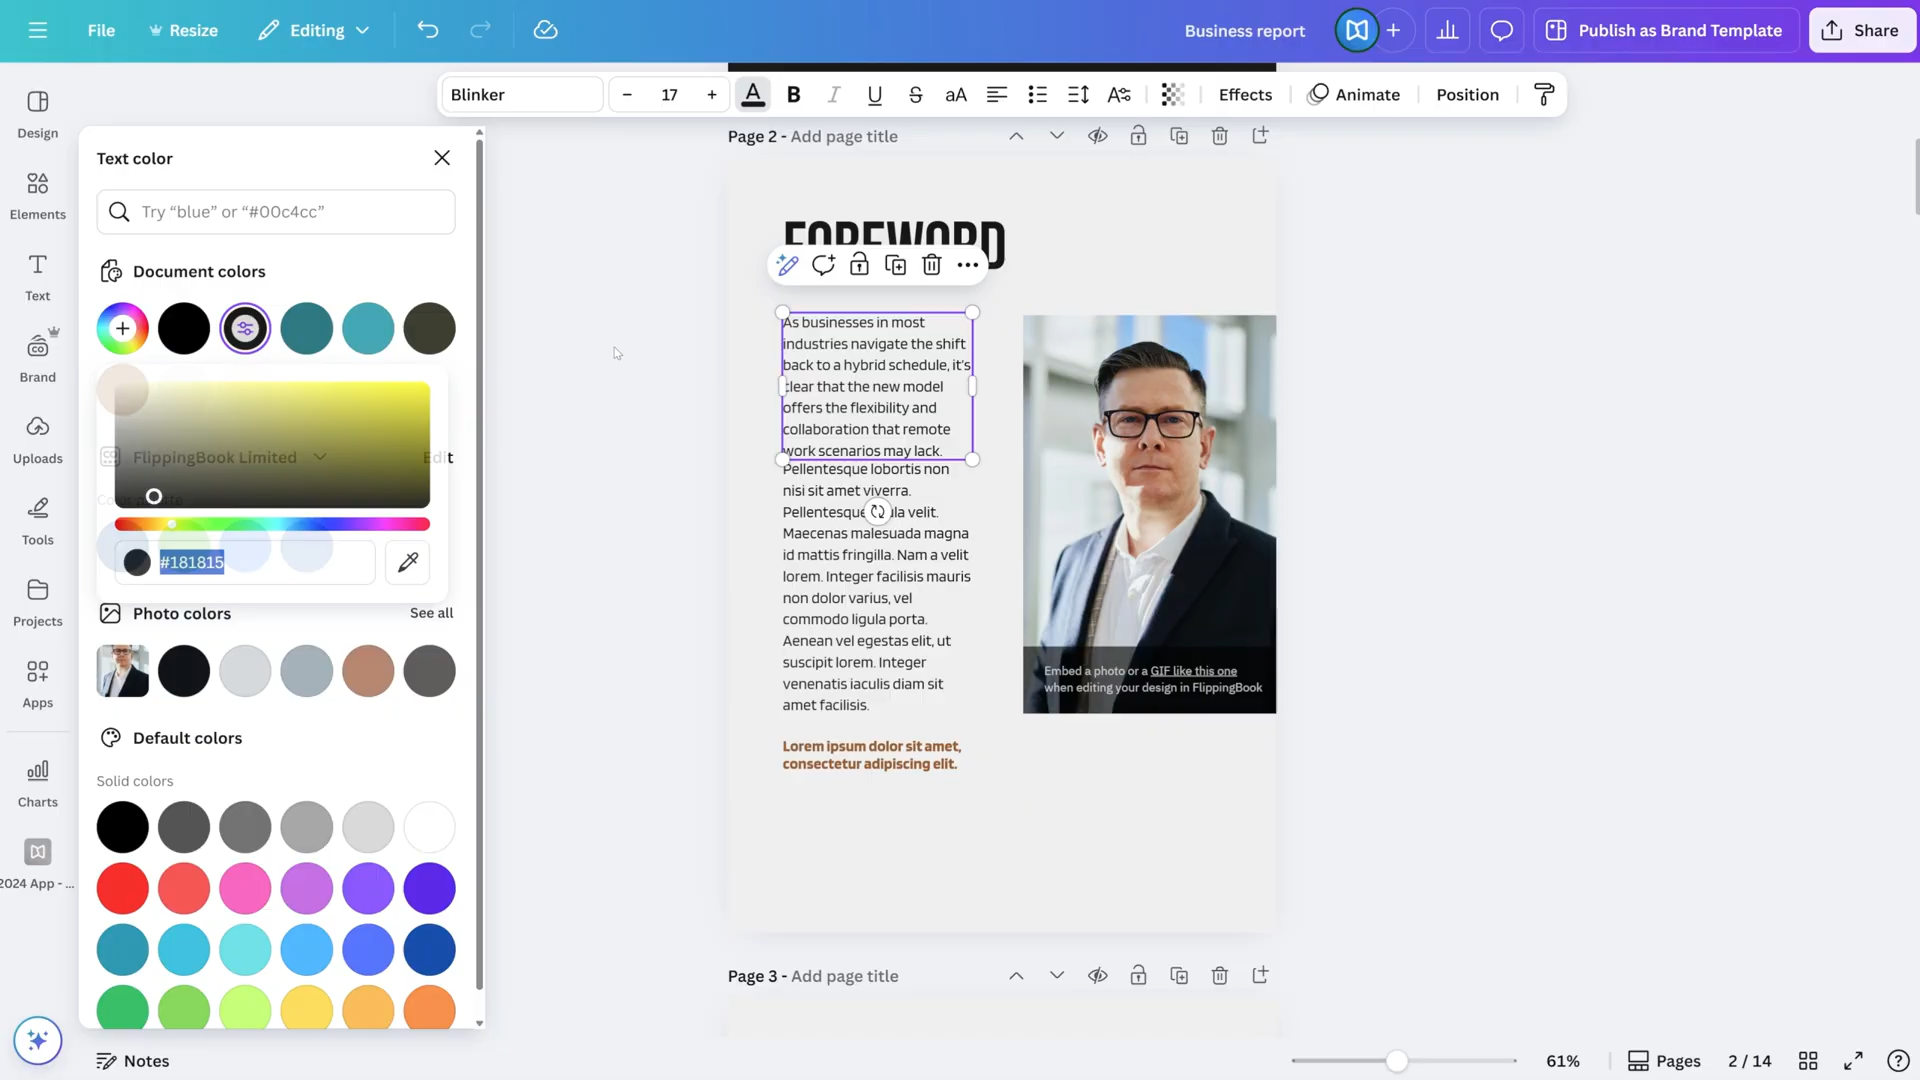 File
Resize
Editing
Business report
Publish as Brand Template
Share
Blinker
17
A
B
I
U
S
aA
Effects
Animate
Position
Design
Elements
Text
Brand
Uploads
Tools
Projects
Apps
Charts
2024 App - ...
Text color
Try “blue” or “#00c4cc”
Document colors
FlippingBook Limited
Edit
#181815
Photo colors
See all
Default colors
Solid colors
Page 2 - Add page title
FOREWORD
As businesses in most
industries navigate the shift
back to a hybrid schedule, it's
clear that the new model
offers the flexibility and
collaboration that remote
work scenarios may lack.
Pellentesque lobortis non
nisi sit amet viverra.
Pellentesque ula velit.
Maecenas malesuada magna
id mattis fringilla. Nam a velit
lorem. Integer facilisis mauris
non dolor varius, vel
commodo ligula porta.
Aenean vel egestas elit, ut
suscipit lorem. Integer
venenatis iaculis diam sit
amet facilisis.
Lorem ipsum dolor sit amet,
consectetur adipiscing elit.
Embed a photo or a GIF like this one
when editing your design in FlippingBook
Page 3 - Add page title
Notes
61%
Pages
2 / 14